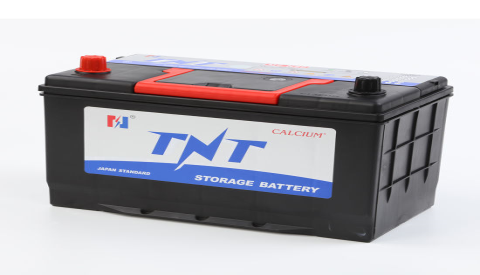 CALCIUM
TNT
JAPAN STANDARD
STORAGE BATTERY